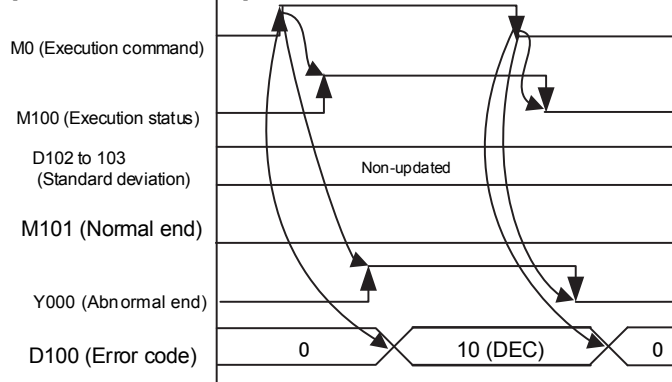 M0 (Execution command)
M100 (Execution status)
D102 to 103
(Standard deviation)
Non-updated
M101 (Normal end)
Y000 (Abnormal end)
D100 (Error code)
0
10 (DEC)
0